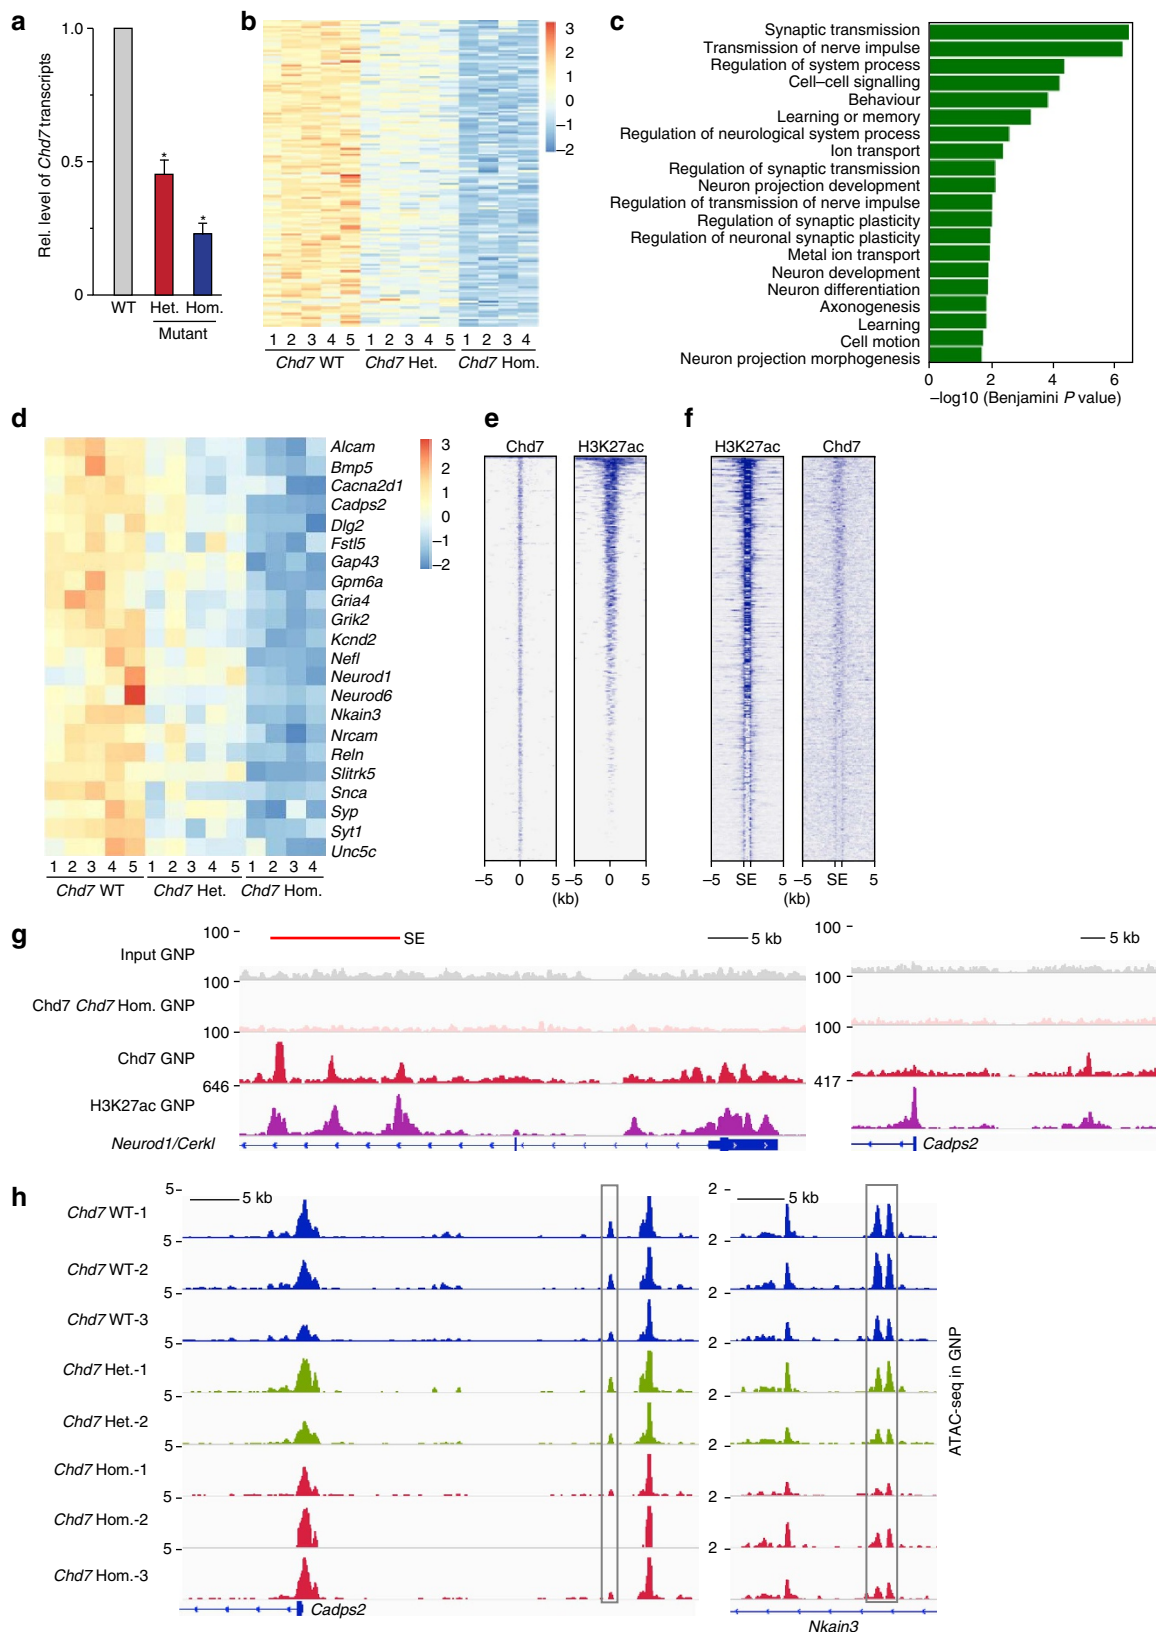 a
Rel. level of Chd7 transcripts
1.0
0.5
0
WT
Het. Hom.
Mutant
b
3
2
1
0
−1
−2
1 2 3 4 5 1 2 3 4 5 1 2 3 4
Chd7 WT Chd7 Het. Chd7 Hom.
c
Synaptic transmission
Transmission of nerve impulse
Regulation of system process
Cell–cell signalling
Behaviour
Learning or memory
Regulation of neurological system process
Ion transport
Regulation of synaptic transmission
Neuron projection development
Regulation of transmission of nerve impulse
Regulation of synaptic plasticity
Regulation of neuronal synaptic plasticity
Metal ion transport
Neuron development
Neuron differentiation
Axonogenesis
Learning
Cell motion
Neuron projection morphogenesis
0 2 4 6
−log10 (Benjamini P value)
d
Alcam
Bmp5
Cacna2d1
Cadps2
Dlg2
Fstl5
Gap43
Gpm6a
Gria4
Grik2
Kcnd2
Nefl
Neurod1
Neurod6
Nkain3
Nrcam
Reln
Slitrk5
Snca
Syp
Syt1
Unc5c
3
2
1
0
−1
−2
1 2 3 4 5 1 2 3 4 5 1 2 3 4
Chd7 WT Chd7 Het. Chd7 Hom.
e
Chd7 H3K27ac
−5 0 5 −5 0 5
(kb)
f
H3K27ac Chd7
−5 SE 5 −5 SE 5
(kb)
g
100
SE
5 kb
100
5 kb
Input GNP
100
100
Chd7 Chd7 Hom. GNP
100
100
Chd7 GNP
646
417
H3K27ac GNP
Neurod1/Cerkl
Cadps2
h
5
5 kb
2
5 kb
Chd7 WT-1
5
2
Chd7 WT-2
5
2
Chd7 WT-3
5
2
Chd7 Het.-1
5
2
Chd7 Het.-2
5
2
Chd7 Hom.-1
5
2
Chd7 Hom.-2
5
2
Chd7 Hom.-3
Cadps2
Nkain3
ATAC-seq in GNP